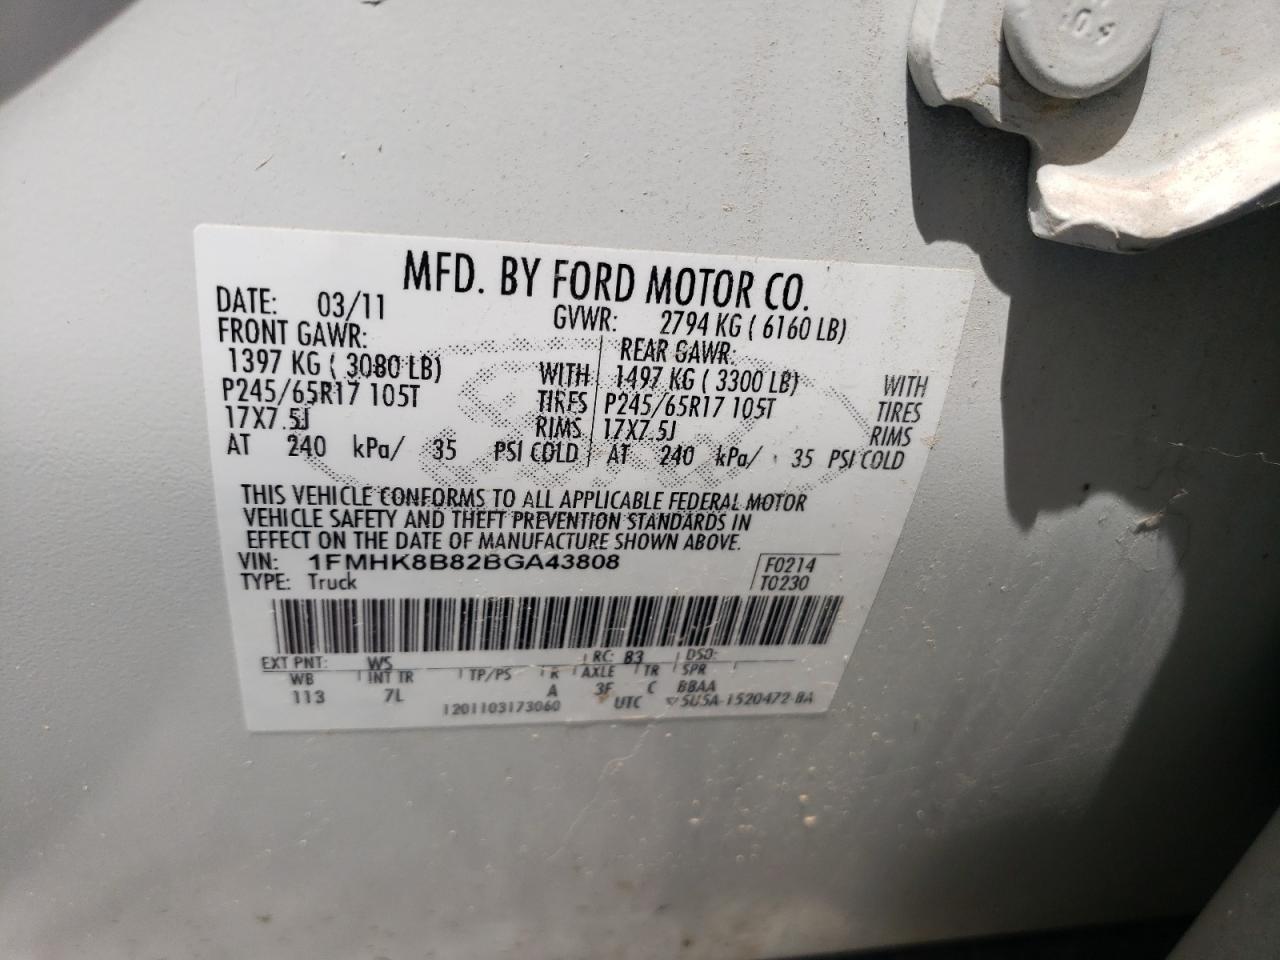 10.9
MFD. BY FORD MOTOR CO.
DATE: 03/11 GVWR: 2794 KG ( 6160 LB)
FRONT GAWR: REAR GAWR:
1397 KG ( 3080 LB) WITH 1497 KG ( 3300 LB) WITH
P245/65R17 105T TIRES P245/65R17 105T TIRES
17X7.5J RIMS 17X7.5J RIMS
AT 240 kPa/ 35 PSI COLD AT 240 kPa/ 35 PSI COLD
THIS VEHICLE CONFORMS TO ALL APPLICABLE FEDERAL MOTOR
VEHICLE SAFETY AND THEFT PREVENTION STANDARDS IN
EFFECT ON THE DATE OF MANUFACTURE SHOWN ABOVE.
VIN: 1FMHK8B82BGA43808 F0214
TYPE: Truck T0230
EXT PNT: WS RC: 83 DSO:
WB INT TR TP/PS R AXLE TR SPR
113 7L A 3F C BBAA
1201103173060 UTC 5U5A-1520472-BA